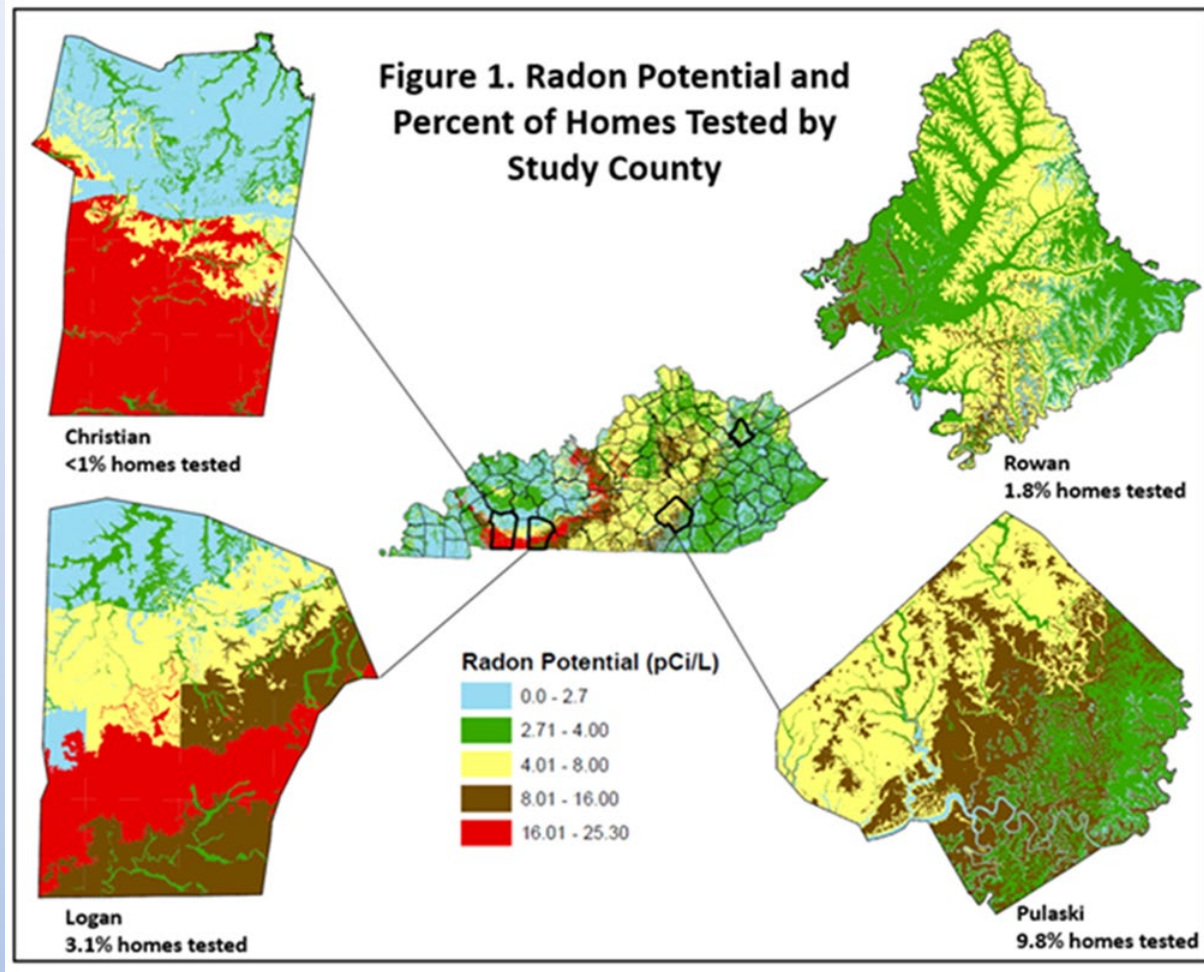 Figure 1. Radon Potential and
Percent of Homes Tested by
Study County
Christian
<1% homes tested
Rowan
1.8% homes tested
Radon Potential (pCi/L)
0.0 - 2.7
2.71 - 4.00
4.01 - 8.00
8.01 - 16.00
16.01 - 25.30
Logan
3.1% homes tested
Pulaski
9.8% homes tested